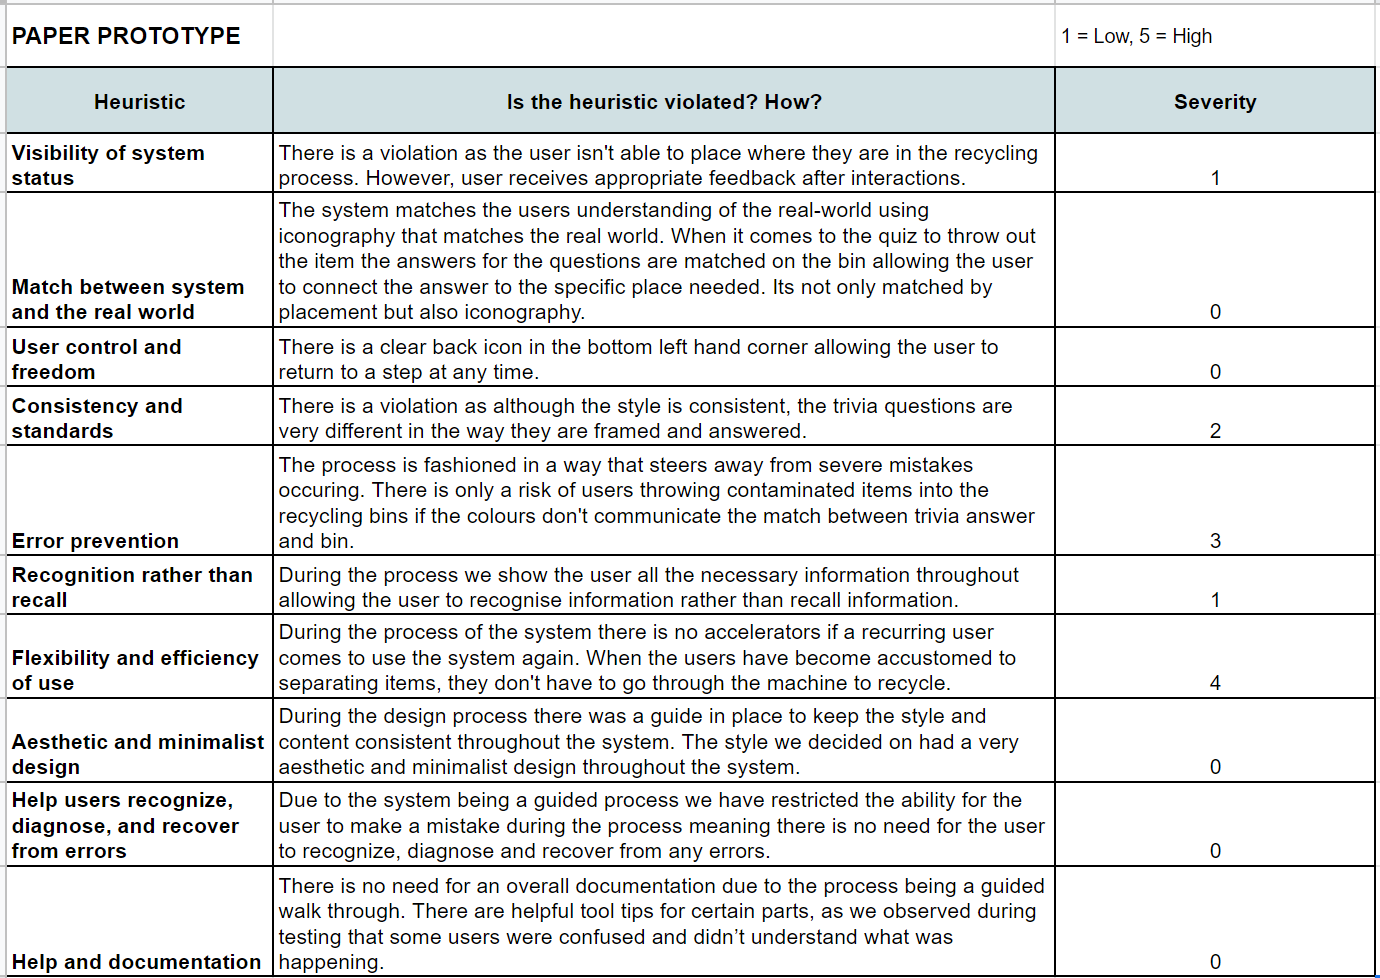 PAPER PROTOTYPE
1 = Low, 5 = High
Heuristic
Is the heuristic violated? How?
Severity
Visibility of system
status
There is a violation as the user isn't able to place where they are in the recycling
process. However, user receives appropriate feedback after interactions.
1
Match between system
and the real world
The system matches the users understanding of the real-world using
iconography that matches the real world. When it comes to the quiz to throw out
the item the answers for the questions are matched on the bin allowing the user
to connect the answer to the specific place needed. Its not only matched by
placement but also iconography.
0
User control and
freedom
There is a clear back icon in the bottom left hand corner allowing the user to
return to a step at any time.
0
Consistency and
standards
There is a violation as although the style is consistent, the trivia questions are
very different in the way they are framed and answered.
2
Error prevention
The process is fashioned in a way that steers away from severe mistakes
occuring. There is only a risk of users throwing contaminated items into the
recycling bins if the colours don't communicate the match between trivia answer
and bin.
3
Recognition rather than
recall
During the process we show the user all the necessary information throughout
allowing the user to recognise information rather than recall information.
1
Flexibility and efficiency
of use
During the process of the system there is no accelerators if a recurring user
comes to use the system again. When the users have become accustomed to
separating items, they don't have to go through the machine to recycle.
4
Aesthetic and minimalist
design
During the design process there was a guide in place to keep the style and
content consistent throughout the system. The style we decided on had a very
aesthetic and minimalist design throughout the system.
0
Help users recognize,
diagnose, and recover
from errors
Due to the system being a guided process we have restricted the ability for the
user to make a mistake during the process meaning there is no need for the user
to recognize, diagnose and recover from any errors.
0
Help and documentation
There is no need for an overall documentation due to the process being a guided
walk through. There are helpful tool tips for certain parts, as we observed during
testing that some users were confused and didn’t understand what was
happening.
0